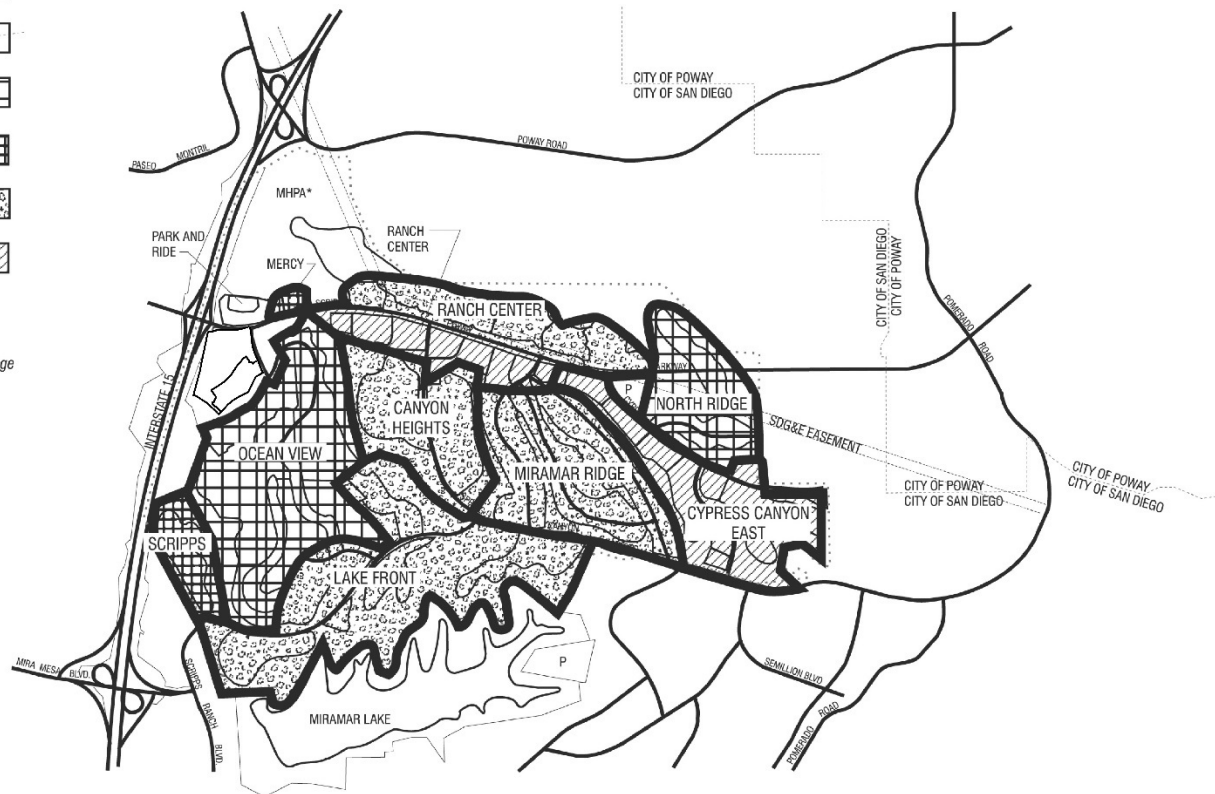 CITY OF POWAY
CITY OF SAN DIEGO
PASEO
MONTRIL
POWAY ROAD
MHPA*
PARK AND
RIDE
RANCH
CENTER
MERCY
CITY OF SAN DIEGO
CITY OF POWAY
POMERADO
ROAD
RANCH CENTER
INTERSTATE 15
P
NORTH RIDGE
CANYON
HEIGHTS
SDG&E EASEMENT
OCEAN VIEW
MIRAMAR RIDGE
CITY OF POWAY
CITY OF SAN DIEGO
CITY OF POWAY
CITY OF SAN DIEGO
CYPRESS CANYON
EAST
SCRIPPS
LAKE FRONT
MIRA MESA BLVD.
SCRIPPS
RANCH
BLVD.
P
SEMILLION BLVD
MIRAMAR LAKE
POMERADO
ROAD